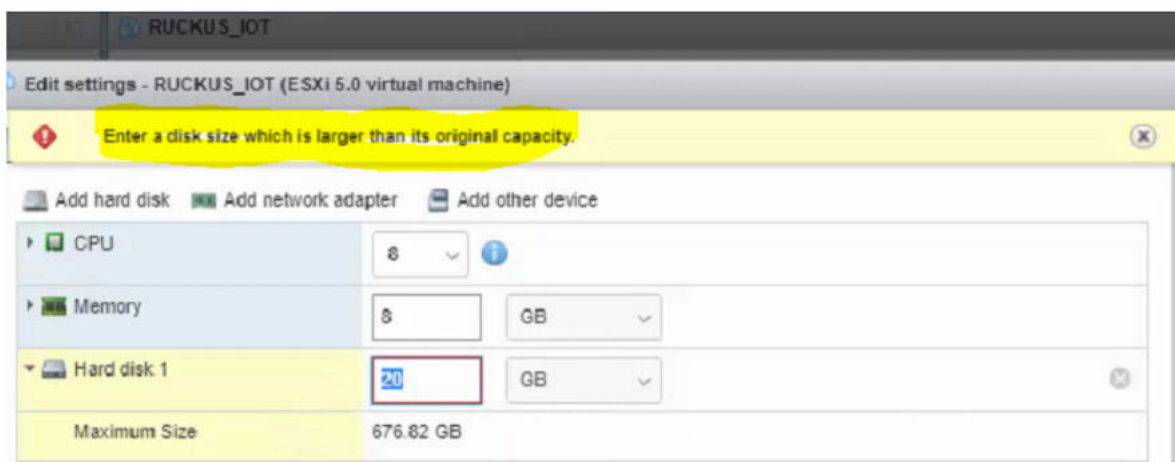 RUCKUS_IOT
Edit settings - RUCKUS_IOT (ESXi 5.0 virtual machine)
Enter a disk size which is larger than its original capacity.
Add hard disk Add network adapter Add other device
CPU 8
Memory 8 GB
Hard disk 1 20 GB
Maximum Size 676.82 GB